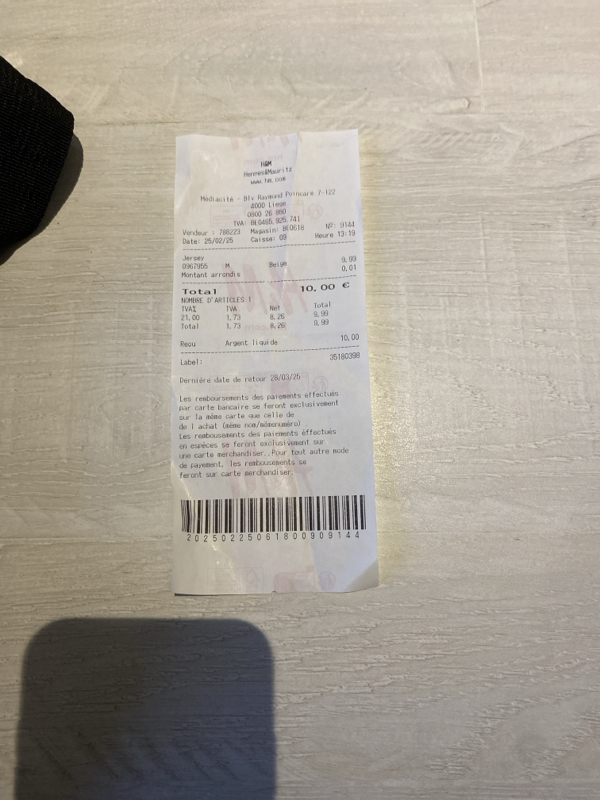 H&M
Hennes&Mauritz
www.hm.com
Médiacité - Blv Raymond Poincaré 7-122
4000 Liege
0800 26 980
TVA: BE0465.925.741
Vendeur : 788223 Magasin: BE0618 Nº: 9144
Date: 25/02/25 Caisse: 09 Heure 13:19
Jersey 9,99
0967955 M Beige 0,01
Montant arrondis
Total 10,00 €
NOMBRE D'ARTICLES 1
TVA% TVA Net Total
21,00 1,73 8,26 9,99
Total 1,73 8,26 9,99
Recu Argent liquide 10,00
Label: 35180398
Dernière date de retour 28/03/25
Les remboursements des paiements effectués
par carte bancaire se feront exclusivement
sur la même carte que celle de
de l achat (même nom/mêmenuméro)
Les remboursements des paiements éffectués
en espèces se feront exclusivement sur
une carte merchandiser. Pour tout autre mode
de payement, les rembousements se
feront sur carte merchandiser.
20250225061800909144